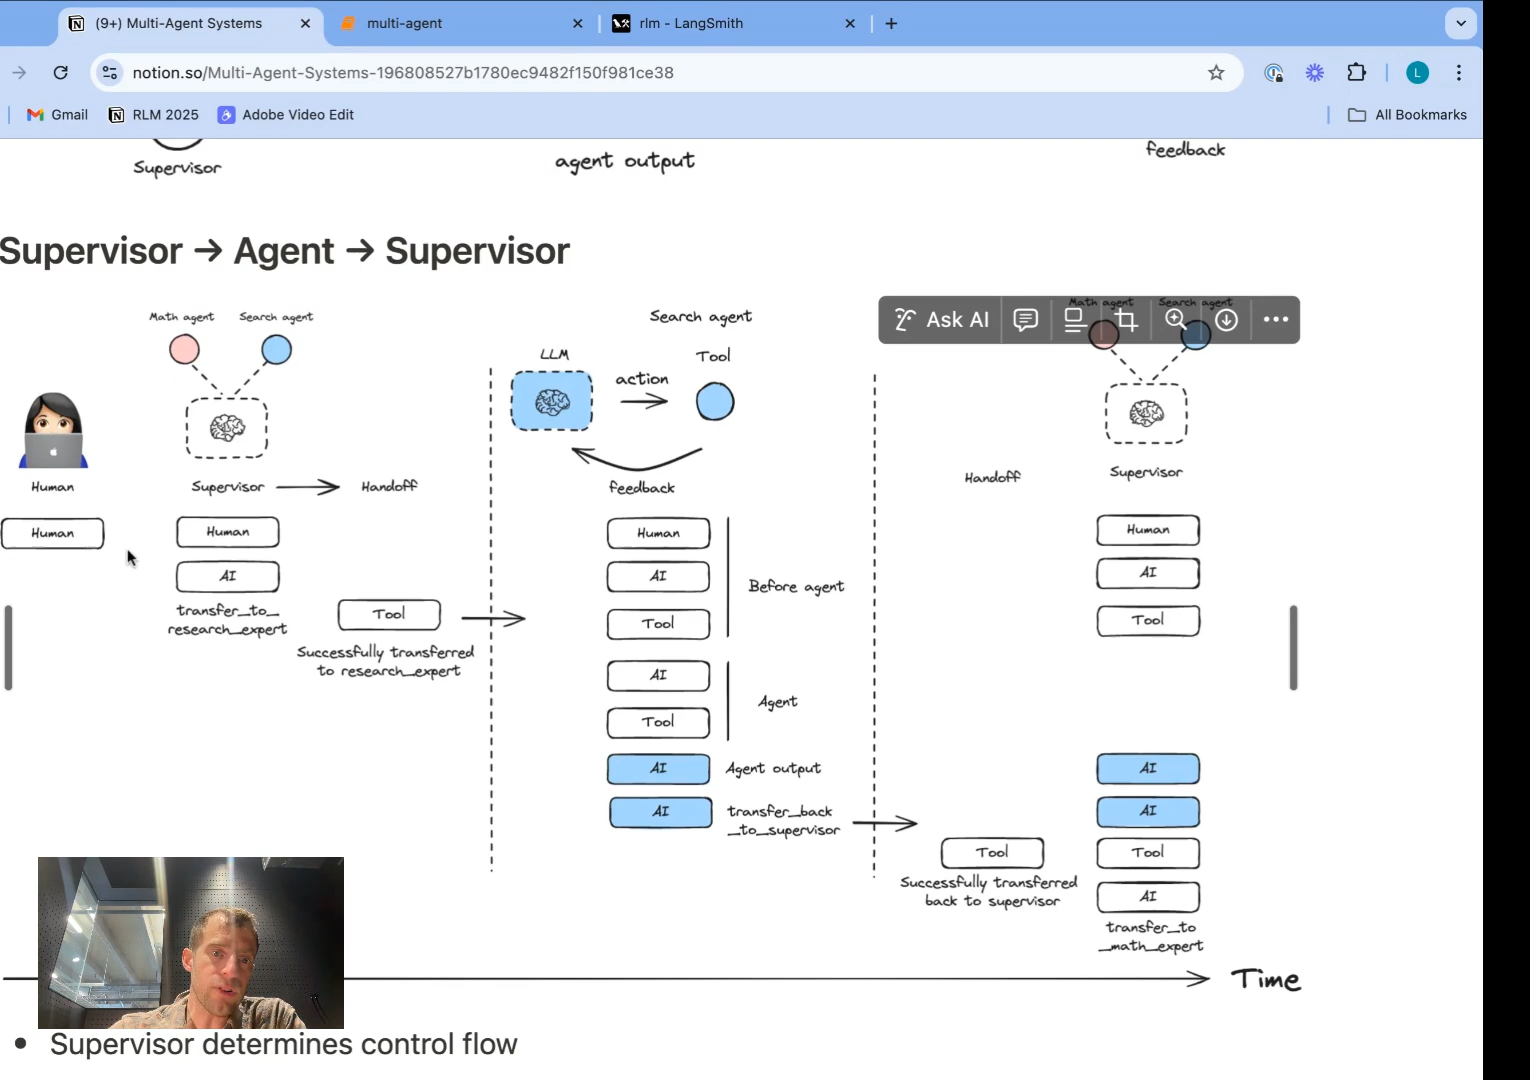 (9+) Multi-Agent Systems
multi-agent
rlm - LangSmith
notion.so/Multi-Agent-Systems-196808527b1780ec9482f150f981ce38
L
Gmail
RLM 2025
Adobe Video Edit
All Bookmarks
Supervisor
agent output
feedback
Supervisor → Agent → Supervisor
Math agent
Search agent
Human
Supervisor
Handoff
Human
Human
AI
transfer_to_
research_expert
Tool
Successfully transferred
to research_expert
Search agent
LLM
Tool
action
feedback
Human
AI
Tool
Before agent
AI
Tool
Agent
AI
Agent output
AI
transfer_back
_to_supervisor
Ask AI
Math agent
Search agent
Handoff
Supervisor
Human
AI
Tool
AI
AI
Tool
Successfully transferred
back to supervisor
Tool
AI
transfer_to
_math_expert
Time
• Supervisor determines control flow